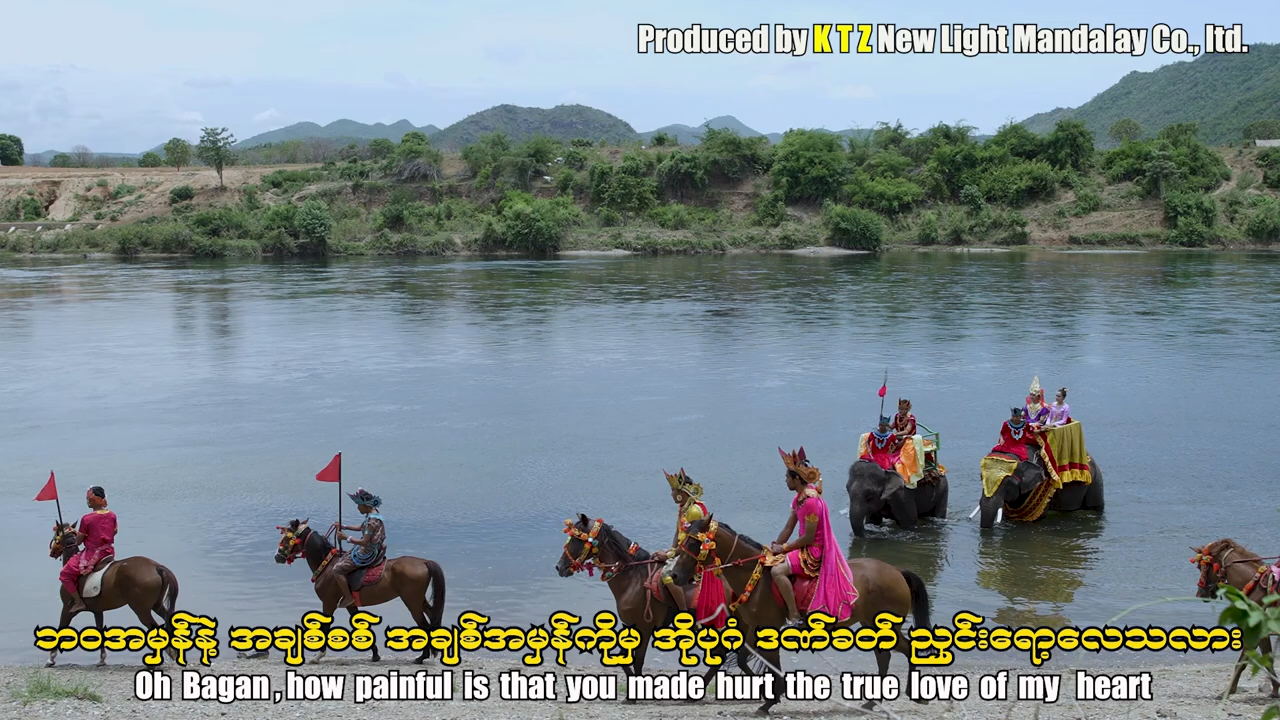 Produced by K T Z New Light Mandalay Co., ltd.
ဘဝအမှန်နဲ့ အချစ်စစ် အချစ်အမှန်ကိုမှ အိုပုဂံ ဒဏ်ခတ် ညှင်းရော့လေသလား
Oh Bagan , how painful is that you made hurt the true love of my heart